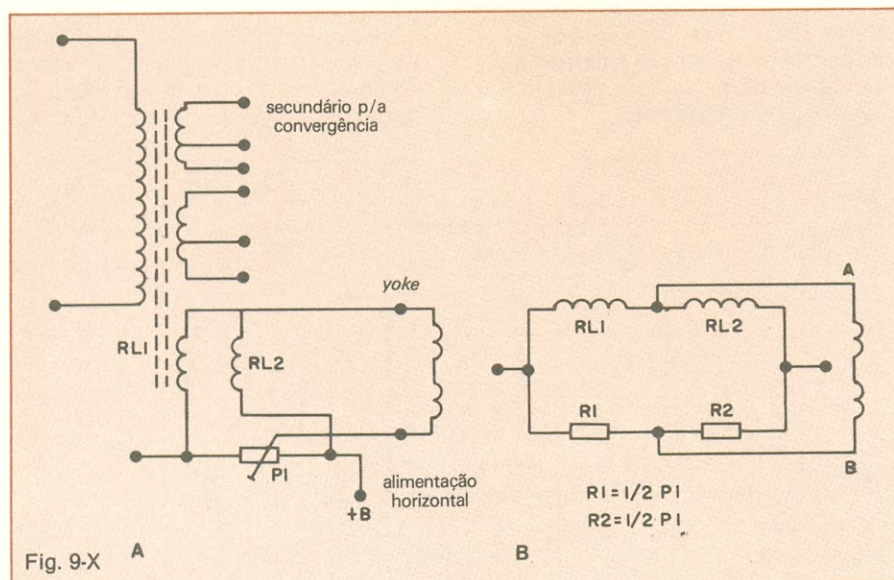 secundário p/a
convergência
yoke
RL1
RL2
P1
alimentação
horizontal
+B
A
Fig. 9-X
A
RL1
RL2
R1
R2
B
R1=1/2 P1
R2=1/2 P1
B